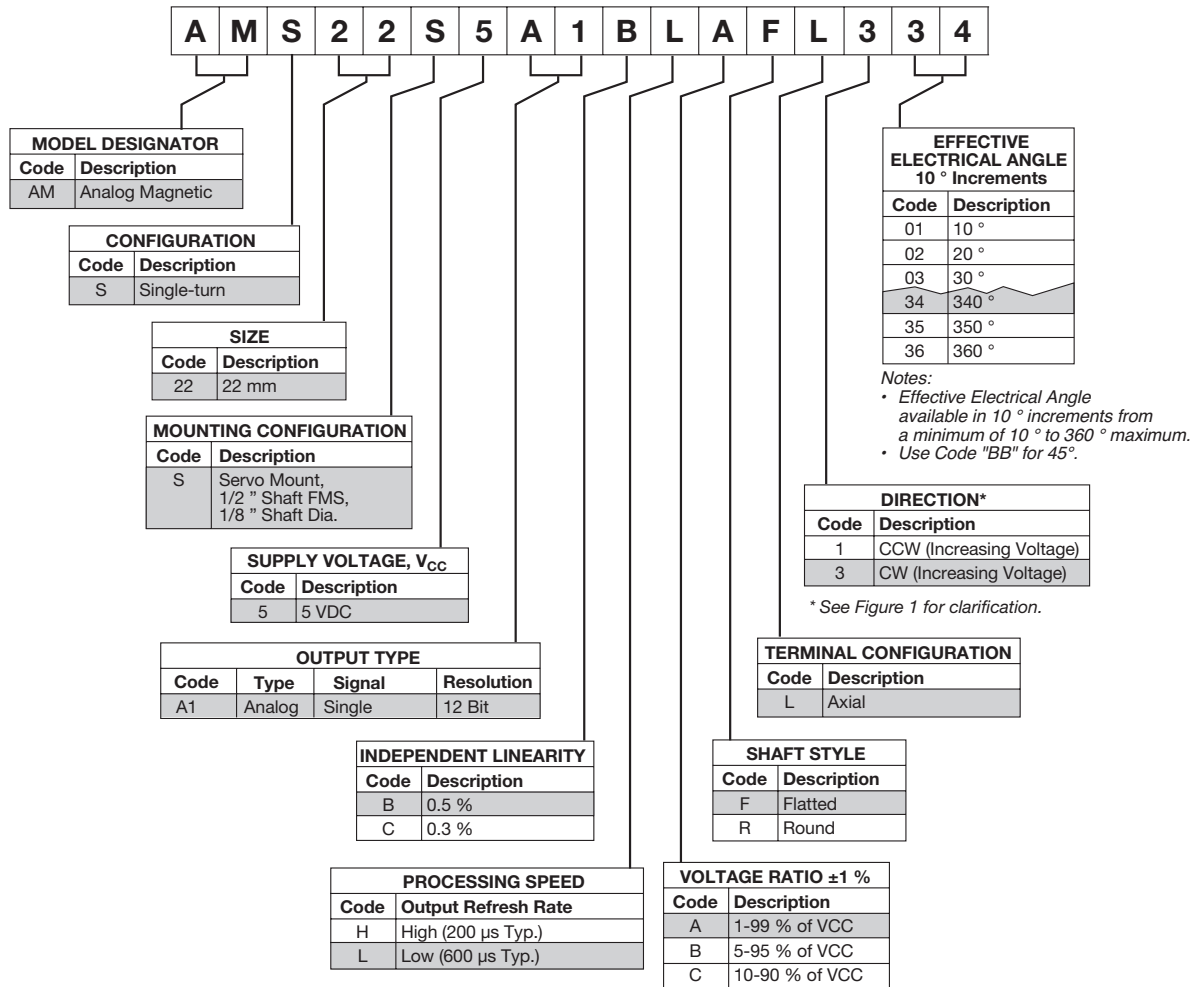 A M S 2 2 S 5 A 1 B L A F L 3 3 4
MODEL DESIGNATOR
Code Description
AM Analog Magnetic
CONFIGURATION
Code Description
S Single-turn
SIZE
Code Description
22 22 mm
MOUNTING CONFIGURATION
Code Description
S Servo Mount,
1/2 " Shaft FMS,
1/8 " Shaft Dia.
SUPPLY VOLTAGE, VCC
Code Description
5 5 VDC
OUTPUT TYPE
Code Type Signal Resolution
A1 Analog Single 12 Bit
INDEPENDENT LINEARITY
Code Description
B 0.5 %
C 0.3 %
PROCESSING SPEED
Code Output Refresh Rate
H High (200 µs Typ.)
L Low (600 µs Typ.)
VOLTAGE RATIO ±1 %
Code Description
A 1-99 % of VCC
B 5-95 % of VCC
C 10-90 % of VCC
SHAFT STYLE
Code Description
F Flatted
R Round
TERMINAL CONFIGURATION
Code Description
L Axial
DIRECTION*
Code Description
1 CCW (Increasing Voltage)
3 CW (Increasing Voltage)
* See Figure 1 for clarification.
EFFECTIVE
ELECTRICAL ANGLE
10 ° Increments
Code Description
01 10 °
02 20 °
03 30 °
34 340 °
35 350 °
36 360 °
Notes:
• Effective Electrical Angle
available in 10 ° increments from
a minimum of 10 ° to 360 ° maximum.
• Use Code "BB" for 45°.